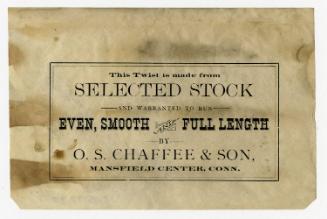 This Twist is made from
SELECTED STOCK
AND WARRANTED TO RUN
EVEN, SMOOTH AND FULL LENGTH
BY
O. S. CHAFFEE & SON,
MANSFIELD CENTER, CONN.